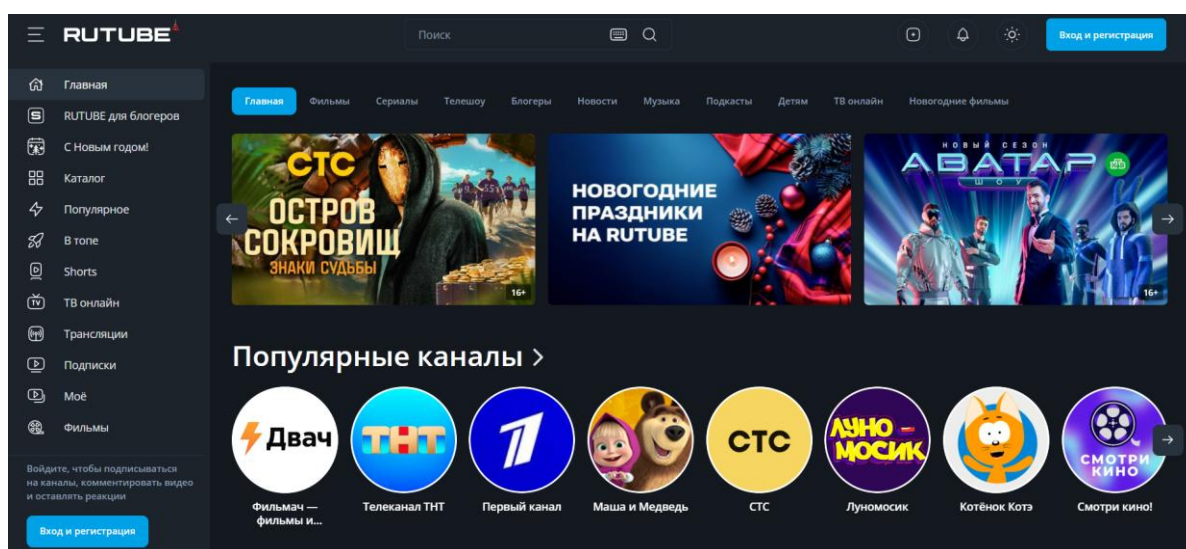 RUTUBE
Поиск
Вход и регистрация
Главная
RUTUBE для блогеров
С Новым годом!
Каталог
Популярное
В топе
Shorts
ТВ онлайн
Трансляции
Подписки
Моё
Фильмы
Войдите, чтобы подписываться
на каналы, комментировать видео
и оставлять реакции
Вход и регистрация
Главная Фильмы Сериалы Телешоу Блогеры Новости Музыка Подкасты Детям ТВ онлайн Новогодние фильмы
СТС
ОСТРОВ
СОКРОВИЩ
ЗНАКИ СУДЬБЫ
16+
НОВОГОДНИЕ
ПРАЗДНИКИ
НА RUTUBE
НОВЫЙ СЕЗОН
АВАТАР
ШОУ
16+
Популярные каналы
Двач
ТНТ
СТС
ЛУНО-
МОСИК
СМОТРИ
КИНО
Фильмач —
фильмы и...
Телеканал ТНТ
Первый канал
Маша и Медведь
СТС
Луномосик
Котёнок Котэ
Смотри кино!